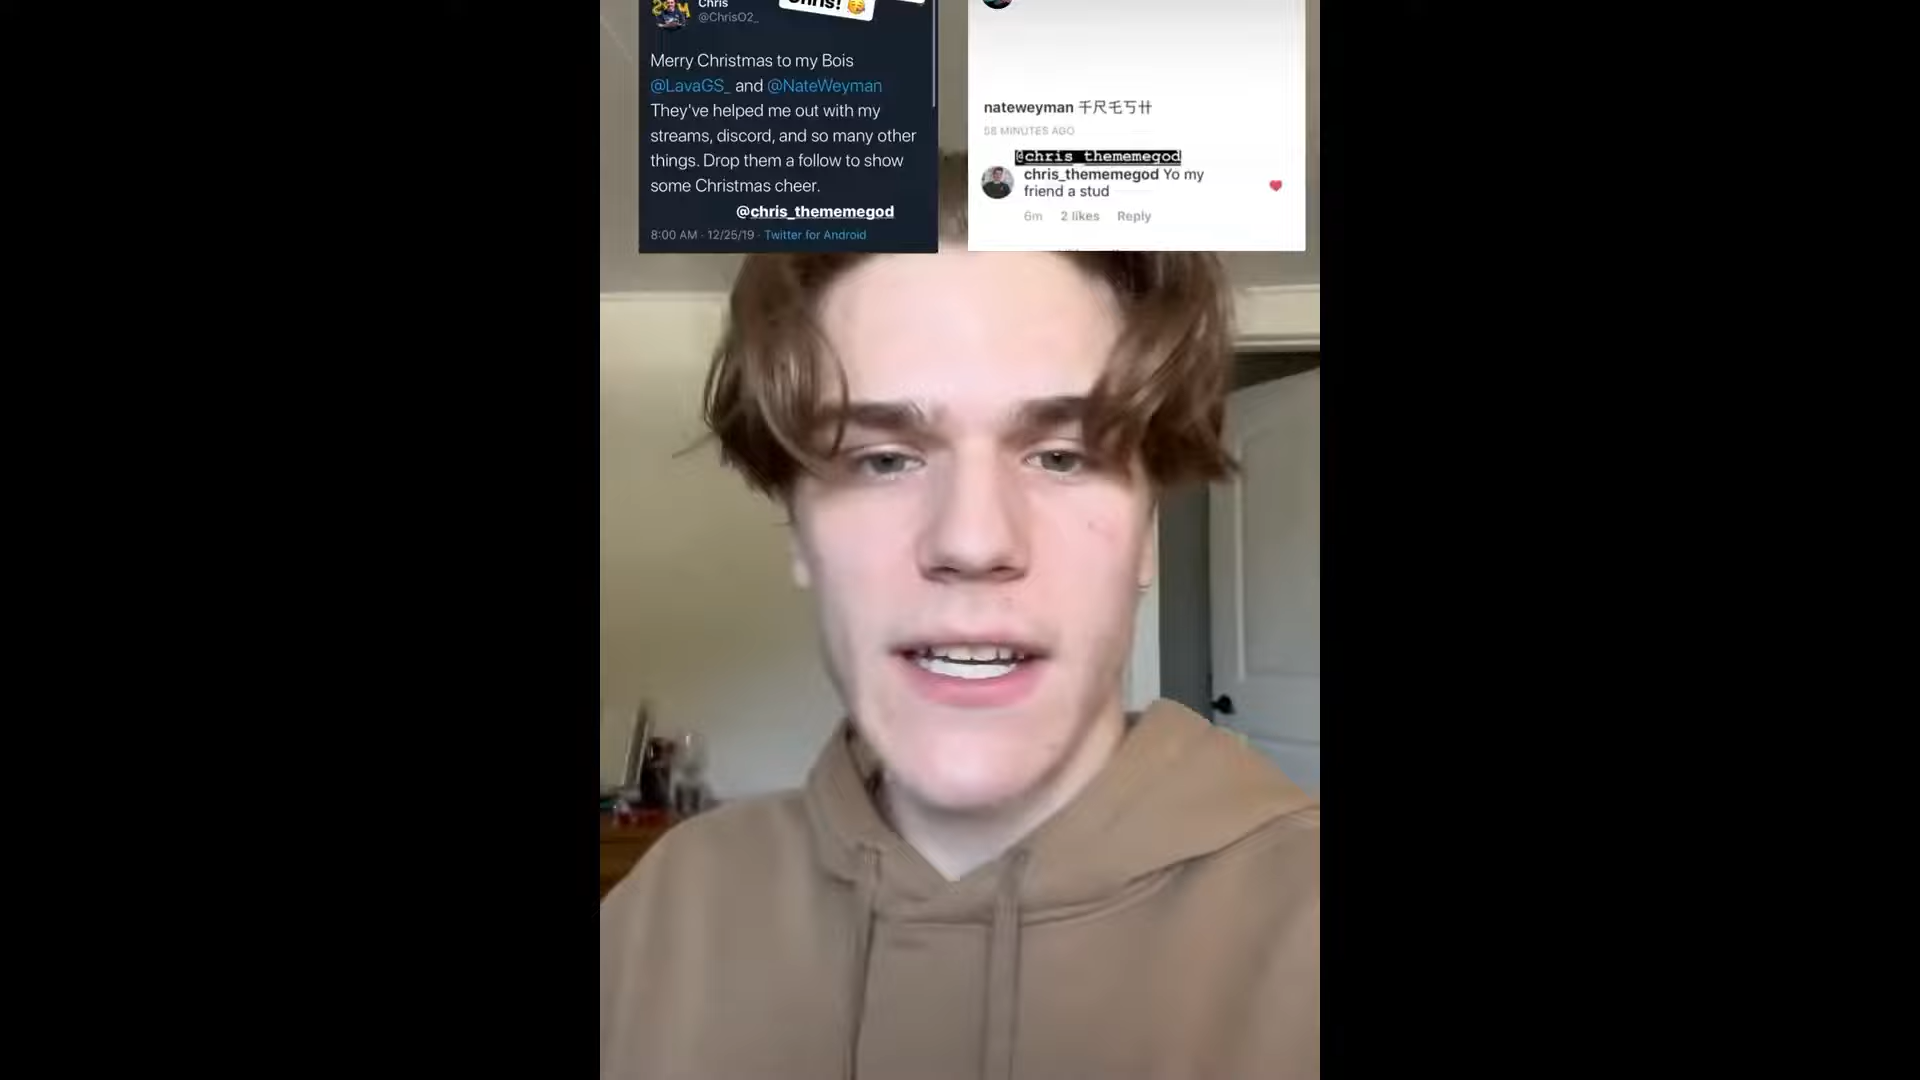 Chris
@ChrisO2_
Chris! 🥳
Merry Christmas to my Bois
@LavaGS_ and @NateWeyman
They've helped me out with my
streams, discord, and so many other
things. Drop them a follow to show
some Christmas cheer.
@chris_thememegod
8:00 AM · 12/25/19 · Twitter for Android
nateweyman 千尺乇丂卄
58 MINUTES AGO
@chris_thememegod
chris_thememegod Yo my
friend a stud
6m 2 likes Reply